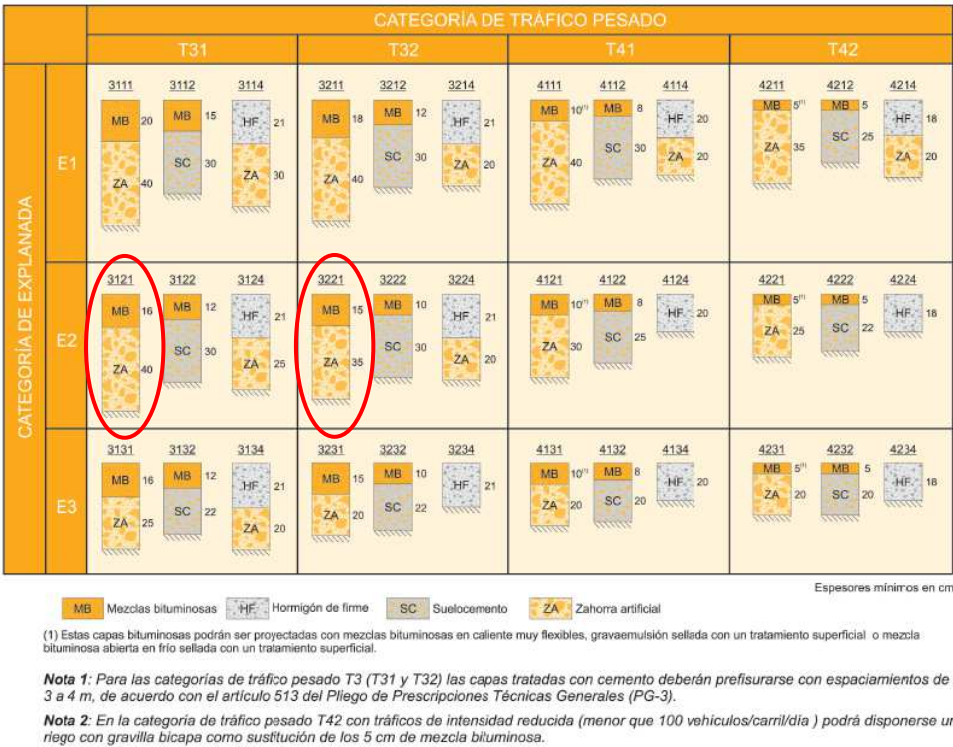 CATEGORÍA DE TRÁFICO PESADO
T31 T32 T41 T42
CATEGORÍA DE EXPLANADA
E1
3111 3112 3114 3211 3212 3214 4111 4112 4114 4211 4212 4214
MB 20 MB 15 HF 21 MB 18 MB 12 HF 21 MB 10(1) MB 8 HF 20 MB 5(1) MB 5 HF 18
ZA 40 SC 30 ZA 30 ZA 40 SC 30 ZA 20 ZA 40 SC 30 ZA 20 ZA 35 SC 25 ZA 20
E2
3121 3122 3124 3221 3222 3224 4121 4122 4124 4221 4222 4224
MB 16 MB 12 HF 21 MB 15 MB 10 HF 21 MB 10(1) MB 8 HF 20 MB 5(1) MB 5 HF 18
ZA 40 SC 30 ZA 25 ZA 35 SC 30 ZA 20 ZA 30 SC 25 ZA 25 SC 22
E3
3131 3132 3134 3231 3232 3234 4131 4132 4134 4231 4232 4234
MB 16 MB 12 HF 21 MB 15 MB 10 HF 21 MB 10(1) MB 8 HF 20 MB 5(1) MB 5 HF 18
ZA 25 SC 22 ZA 20 ZA 20 SC 22 ZA 20 SC 20 ZA 20 SC 20
Espesores mínimos en cm
MB Mezclas bituminosas HF Hormigón de firme SC Suelocemento ZA Zahorra artificial
(1) Estas capas bituminosas podrán ser proyectadas con mezclas bituminosas en caliente muy flexibles, gravaemulsión sellada con un tratamiento superficial o mezcla
bituminosa abierta en frío sellada con un tratamiento superficial.
Nota 1: Para las categorías de tráfico pesado T3 (T31 y T32) las capas tratadas con cemento deberán prefisurarse con espaciamientos de
3 a 4 m, de acuerdo con el artículo 513 del Pliego de Prescripciones Técnicas Generales (PG-3).
Nota 2: En la categoría de tráfico pesado T42 con tráficos de intensidad reducida (menor que 100 vehículos/carril/día ) podrá disponerse un
riego con gravilla bicapa como sustitución de los 5 cm de mezcla bituminosa.